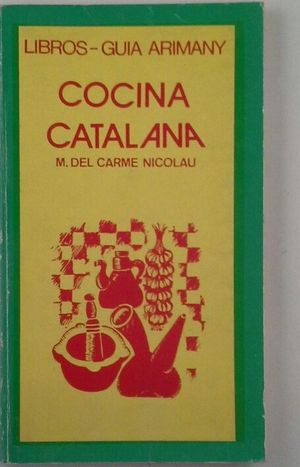 LIBROS-GUIA ARIMANY
COCINA
CATALANA
M. DEL CARME NICOLAU